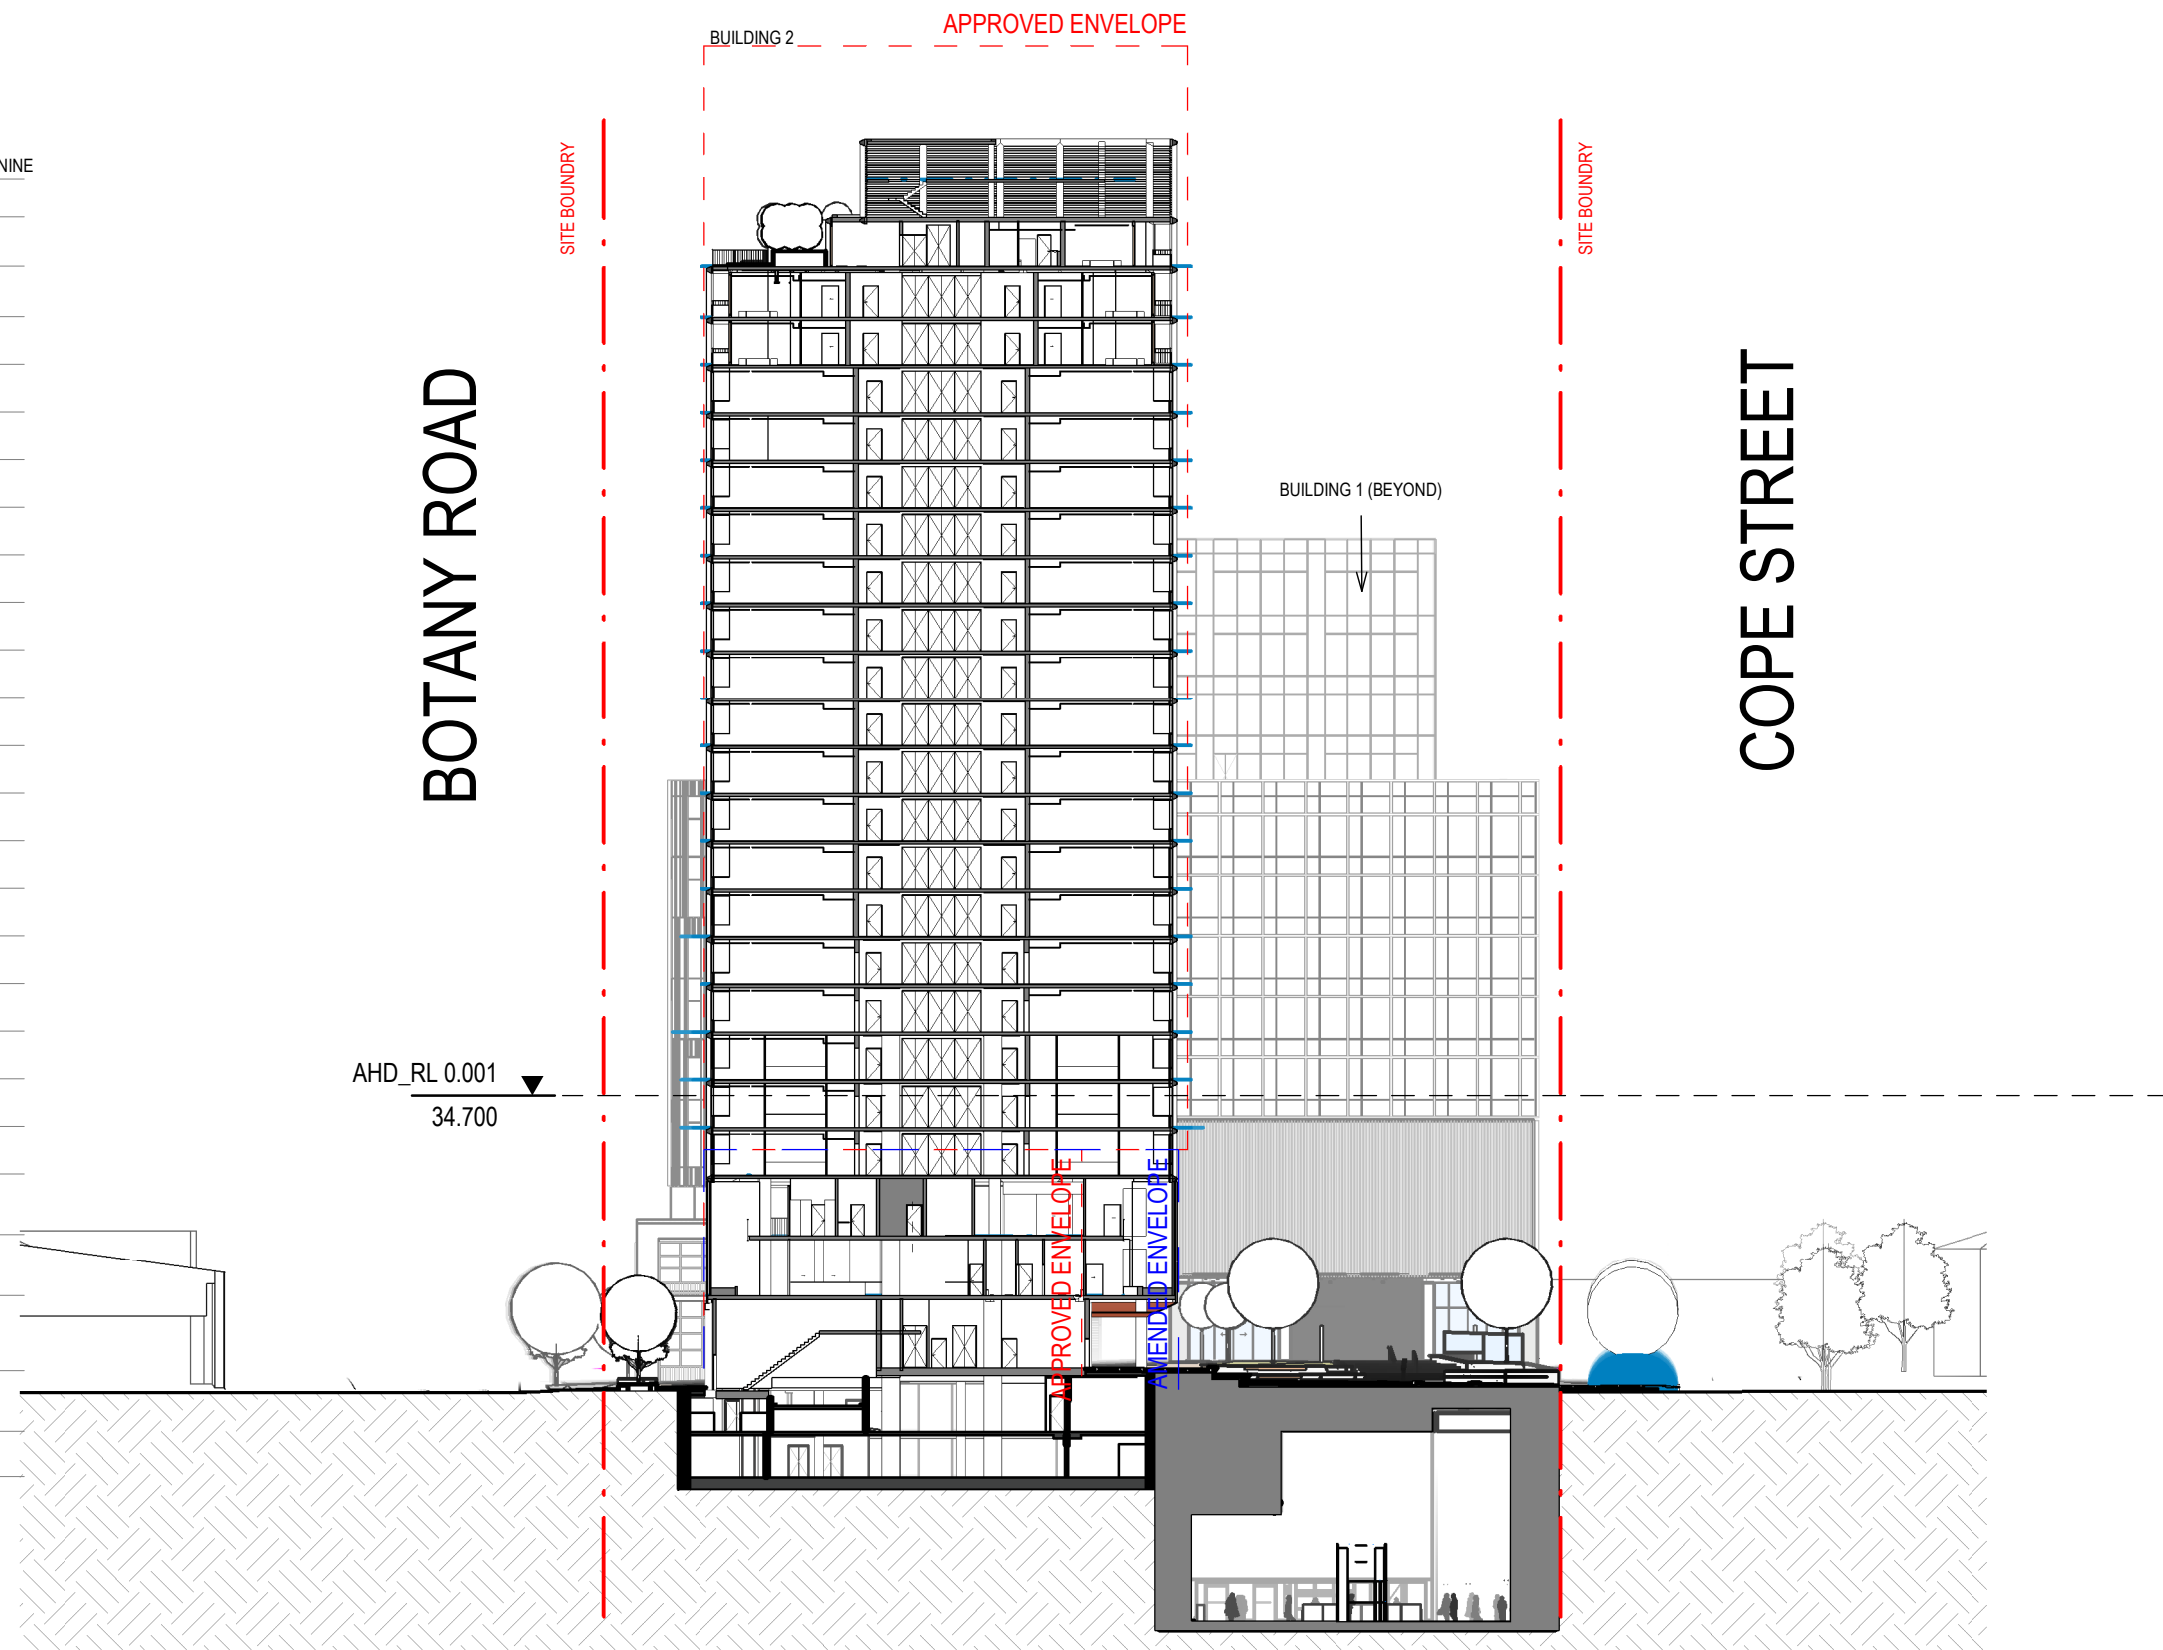 APPROVED ENVELOPE
BUILDING 2
SITE BOUNDRY
SITE BOUNDRY
NINE
BOTANY ROAD
COPE STREET
BUILDING 1 (BEYOND)
AHD_RL 0.001
34.700
APPROVED ENVELOPE
AMENDED ENVELOPE